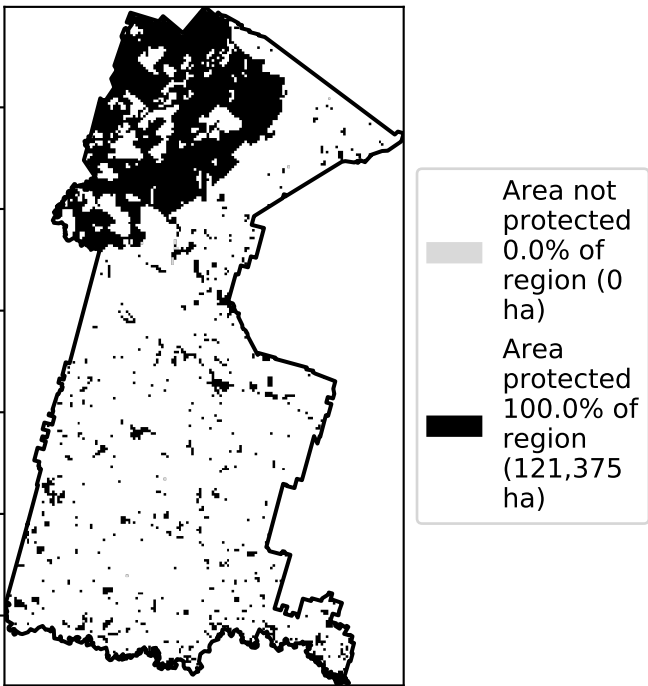 Area not
protected
0.0% of
region (0
ha)
Area
protected
100.0% of
region
(121,375
ha)